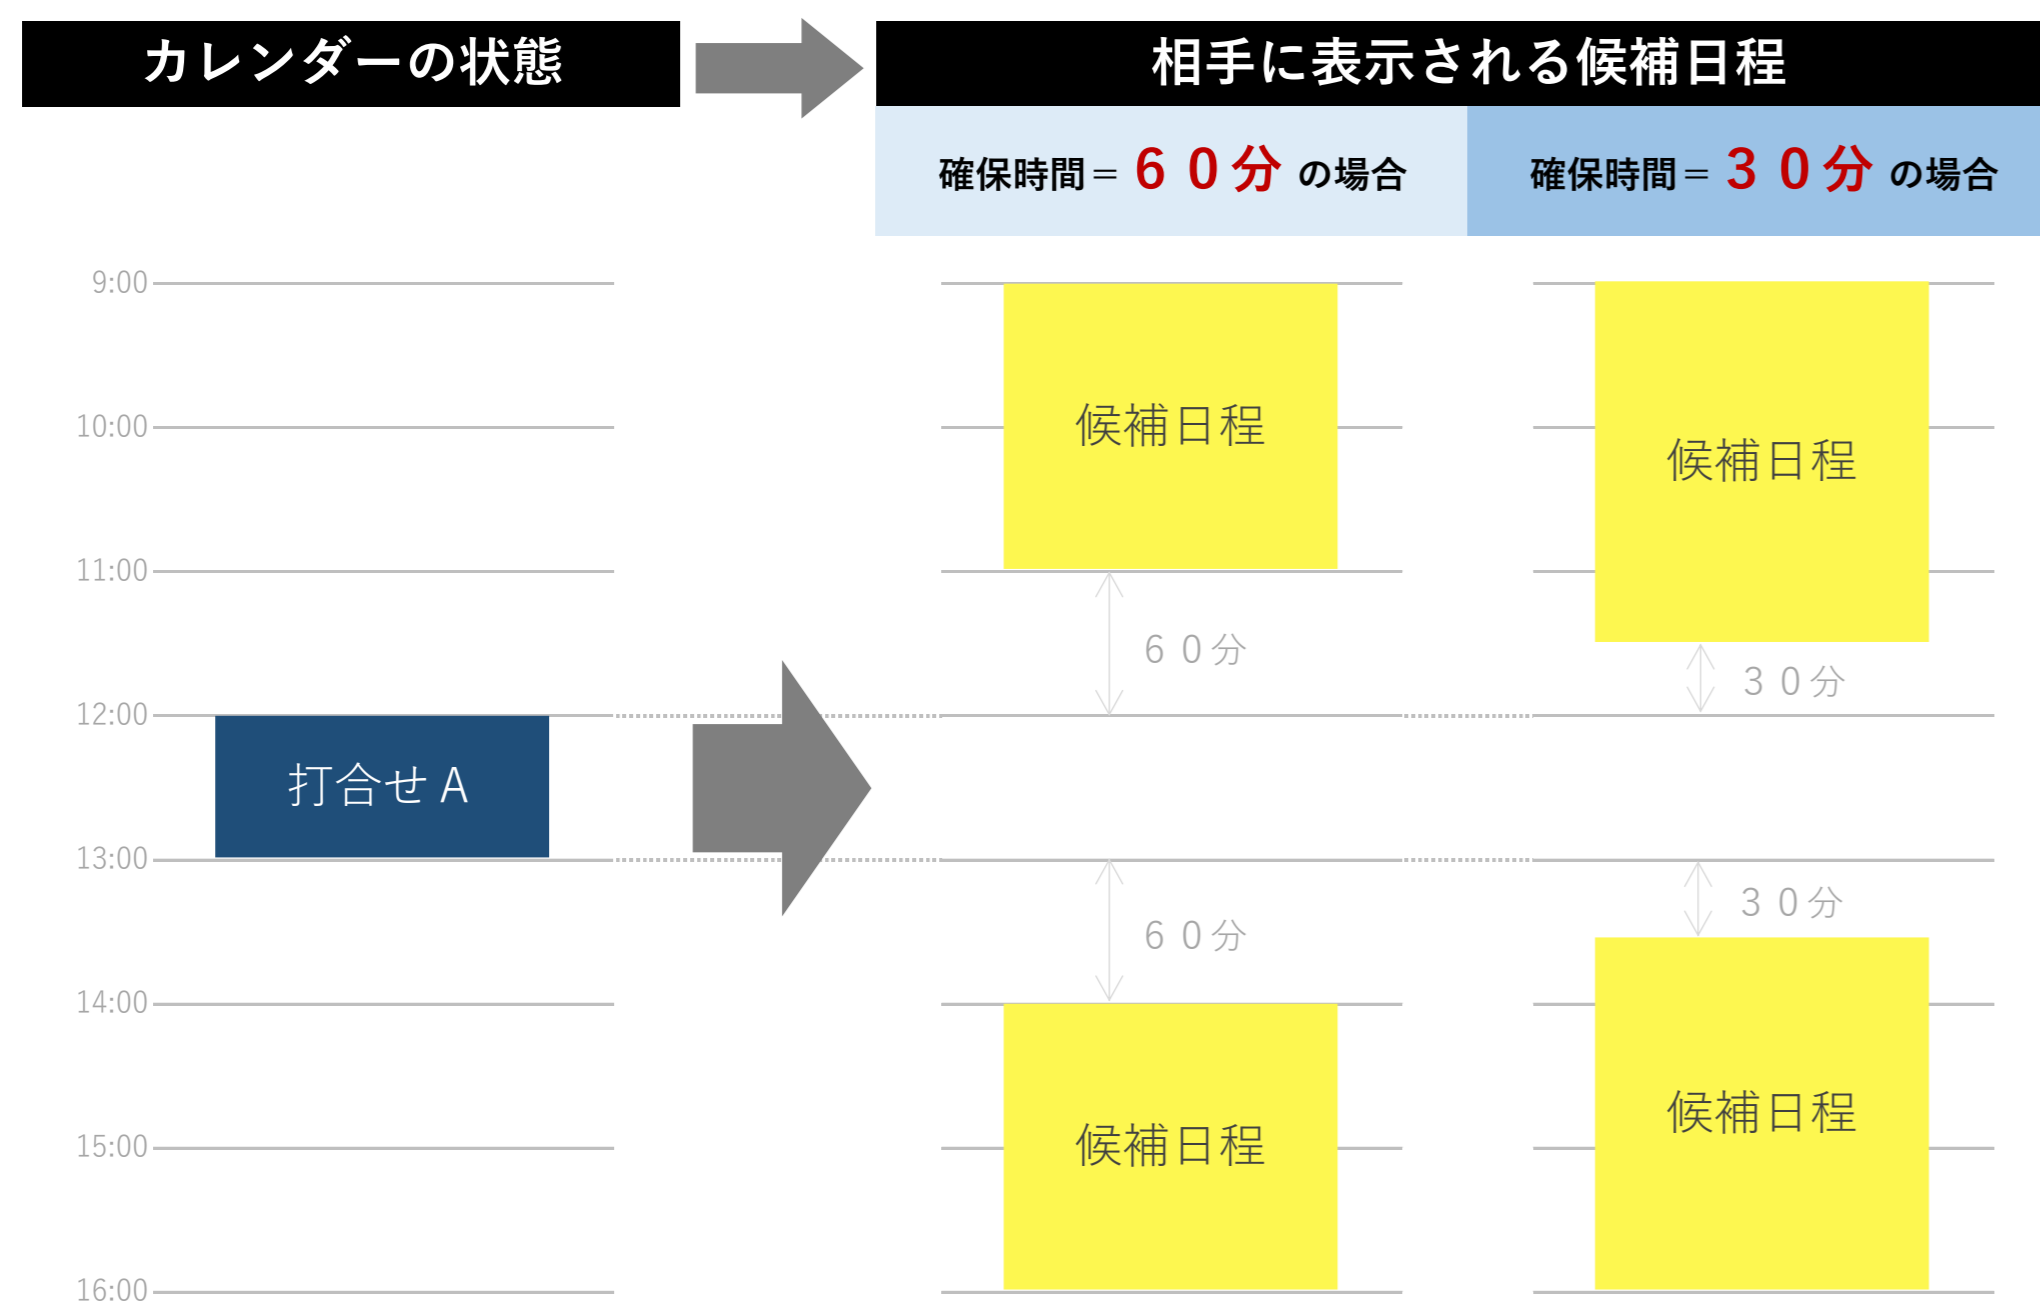 カレンダーの状態
相手に表示される候補日程
確保時間＝６０分の場合
確保時間＝３０分の場合
9:00
10:00
11:00
12:00
13:00
14:00
15:00
16:00
打合せＡ
候補日程
６０分
６０分
候補日程
候補日程
３０分
３０分
候補日程